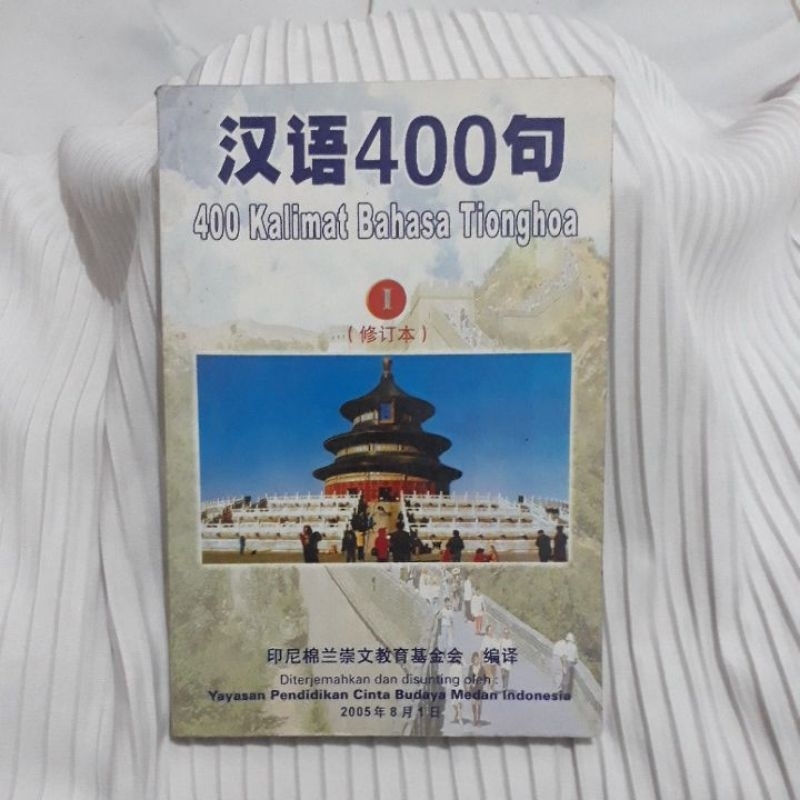 汉语400句
400 Kalimat Bahasa Tionghoa
I
（修订本）
印尼棉兰崇文教育基金会 编译
Diterjemahkan dan disunting oleh :
Yayasan Pendidikan Cinta Budaya Medan Indonesia
2005年8月1日